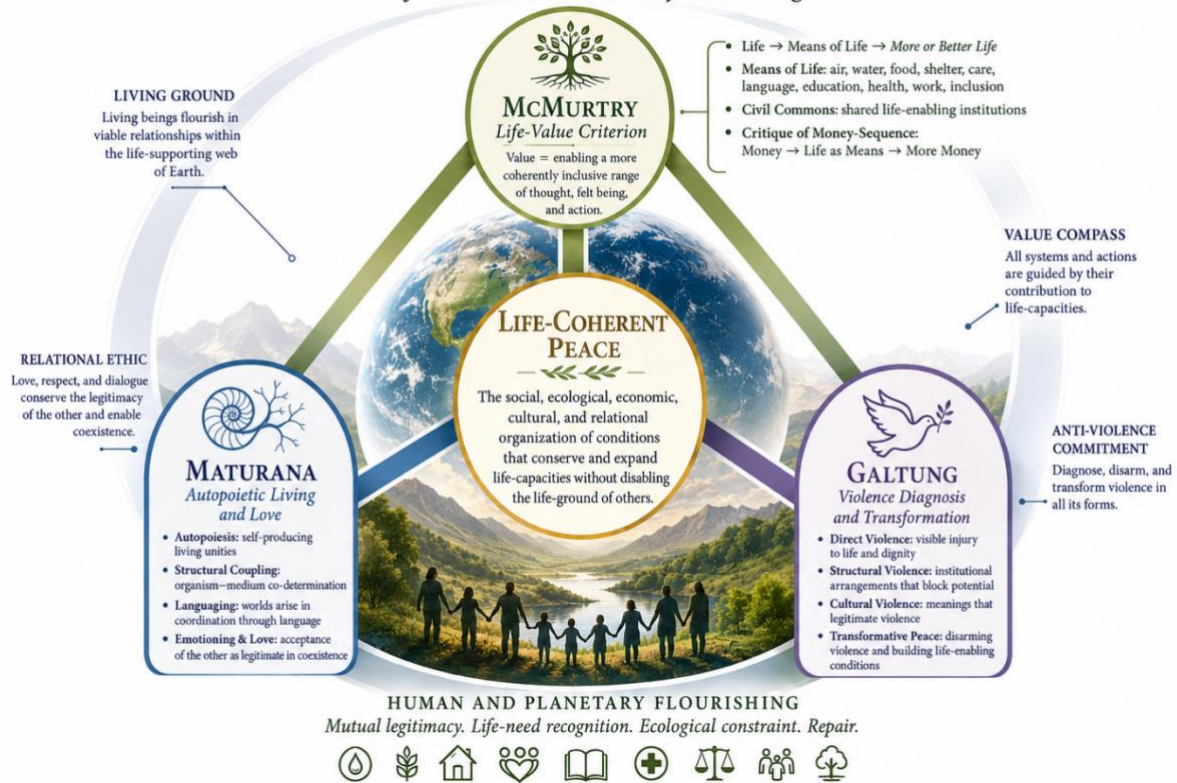 McMURTRY
Life-Value Criterion
Value = enabling a more
coherently inclusive range
of thought, felt being,
and action.
• Life → Means of Life → More or Better Life
• Means of Life: air, water, food, shelter, care,
language, education, health, work, inclusion
• Civil Commons: shared life-enabling institutions
• Critique of Money-Sequence:
Money → Life as Means → More Money
LIVING GROUND
Living beings flourish in
viable relationships within
the life-supporting web
of Earth.
VALUE COMPASS
All systems and actions
are guided by their
contribution to
life-capacities.
LIFE-COHERENT
PEACE
The social, ecological, economic,
cultural, and relational
organization of conditions
that conserve and expand
life-capacities without disabling
the life-ground of others.
RELATIONAL ETHIC
Love, respect, and dialogue
conserve the legitimacy
of the other and enable
coexistence.
MATURANA
Autopoietic Living
and Love
• Autopoiesis: self-producing
living unities
• Structural Coupling:
organism—medium co-determination
• Languaging: worlds arise in
coordination through language
• Emotioning & Love: acceptance
of the other as legitimate in coexistence
GALTUNG
Violence Diagnosis
and Transformation
• Direct Violence: visible injury
to life and dignity
• Structural Violence: institutional
arrangements that block potential
• Cultural Violence: meanings that
legitimate violence
• Transformative Peace: disarming
violence and building life-enabling
conditions
ANTI-VIOLENCE
COMMITMENT
Diagnose, disarm, and
transform violence in
all its forms.
HUMAN AND PLANETARY FLOURISHING
Mutual legitimacy. Life-need recognition. Ecological constraint. Repair.